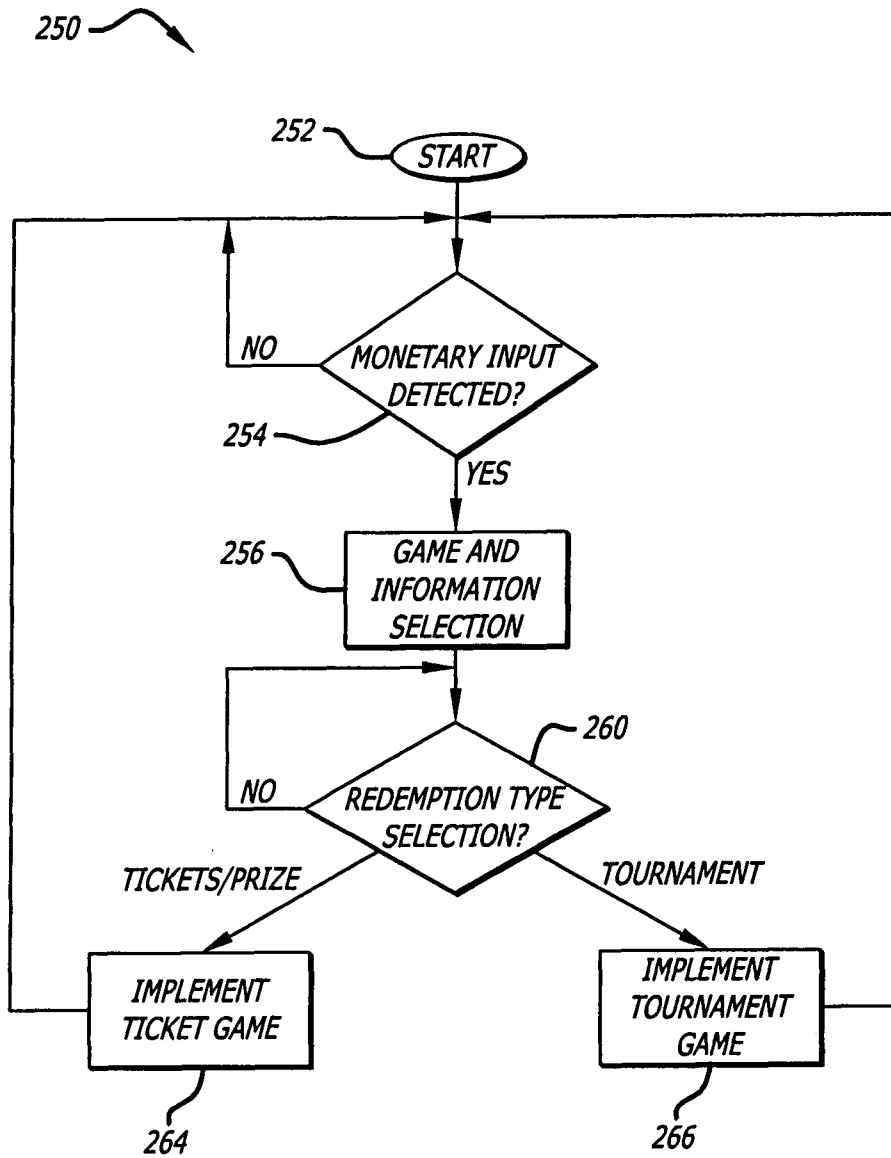 250
252
START
NO
MONETARY INPUT
DETECTED?
254
YES
256
GAME AND
INFORMATION
SELECTION
260
NO
REDEMPTION TYPE
SELECTION?
TICKETS/PRIZE
TOURNAMENT
IMPLEMENT
TICKET GAME
IMPLEMENT
TOURNAMENT
GAME
264
266